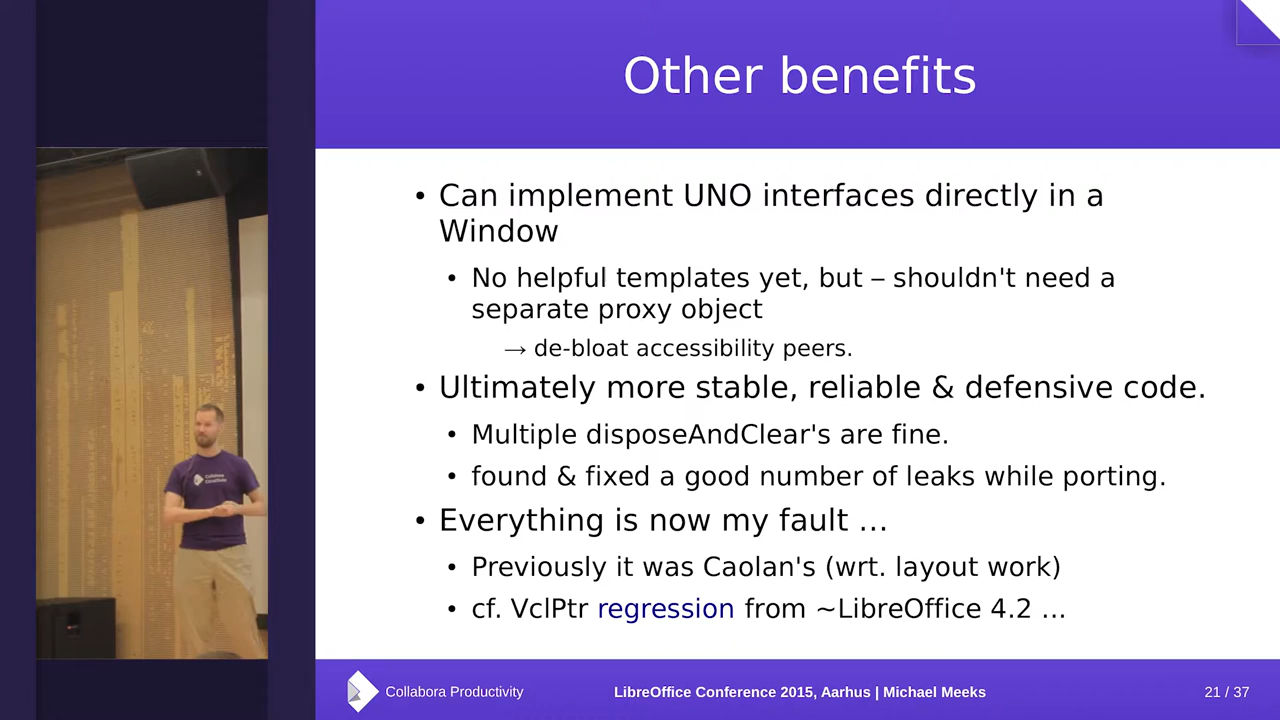 Other benefits
• Can implement UNO interfaces directly in a
Window
• No helpful templates yet, but – shouldn't need a
separate proxy object
→ de-bloat accessibility peers.
• Ultimately more stable, reliable & defensive code.
• Multiple disposeAndClear's are fine.
• found & fixed a good number of leaks while porting.
• Everything is now my fault ...
• Previously it was Caolan's (wrt. layout work)
• cf. VclPtr regression from ~LibreOffice 4.2 ...
Collabora Productivity
LibreOffice Conference 2015, Aarhus | Michael Meeks
21 / 37